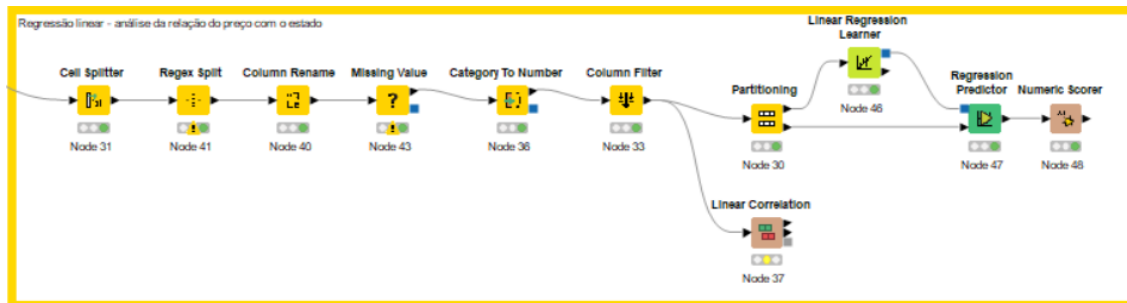 Regressão linear - análise da relação do preço com o estado
Linear Regression
Learner
Node 46
Cell Splitter
Node 31
Regex Split
Node 41
Column Rename
Node 40
Missing Value
?
Node 43
Category To Number
Node 36
Column Filter
Node 33
Partitioning
Node 30
Regression
Predictor
Node 47
Numeric Scorer
Node 48
Linear Correlation
Node 37